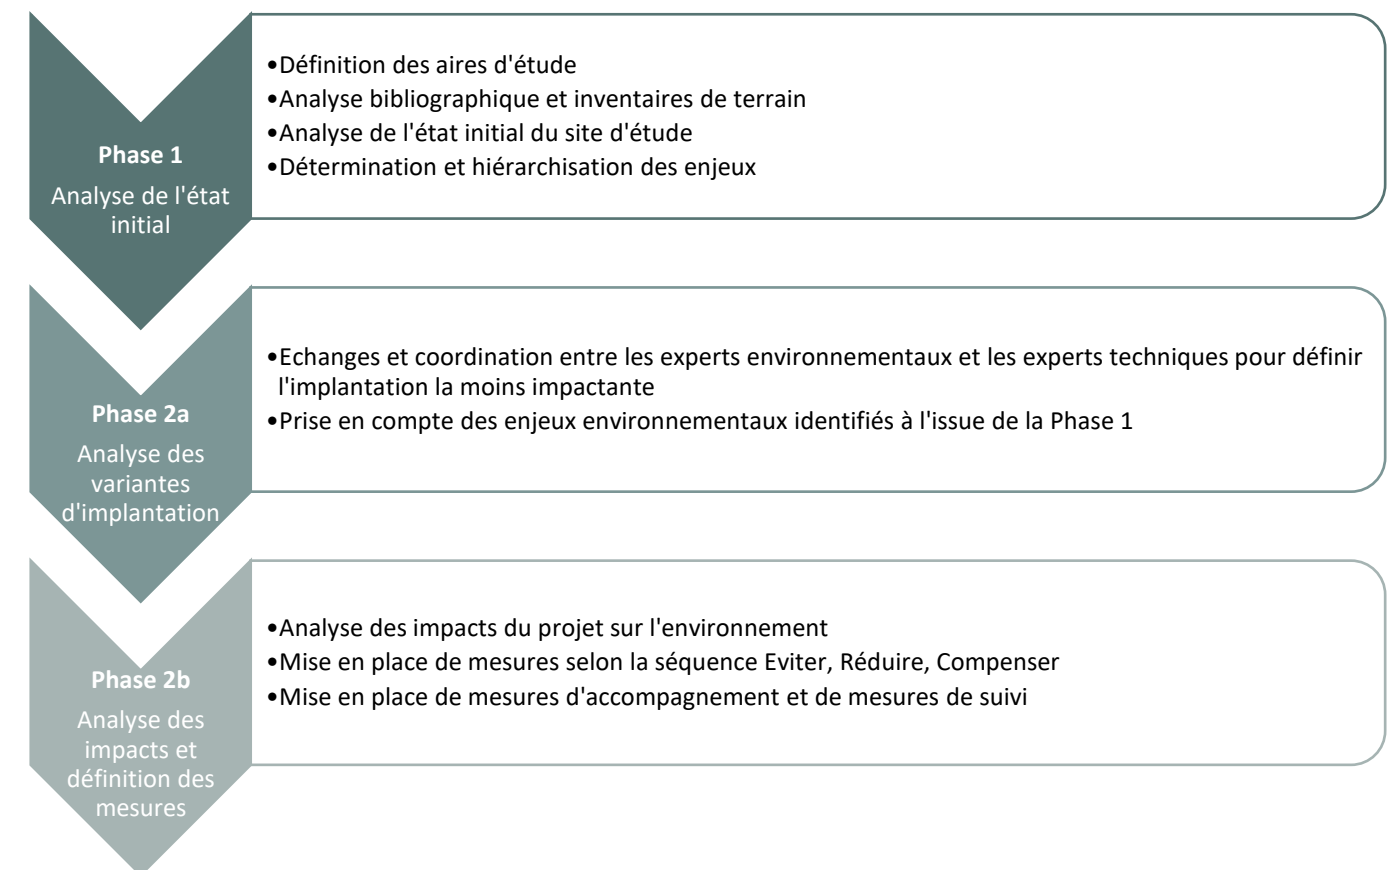 Phase 1
Analyse de l'état
initial
•Définition des aires d'étude
•Analyse bibliographique et inventaires de terrain
•Analyse de l'état initial du site d'étude
•Détermination et hiérarchisation des enjeux
Phase 2a
Analyse des
variantes
d'implantation
•Echanges et coordination entre les experts environnementaux et les experts techniques pour définir
l'implantation la moins impactante
•Prise en compte des enjeux environnementaux identifiés à l'issue de la Phase 1
Phase 2b
Analyse des
impacts et
définition des
mesures
•Analyse des impacts du projet sur l'environnement
•Mise en place de mesures selon la séquence Eviter, Réduire, Compenser
•Mise en place de mesures d'accompagnement et de mesures de suivi